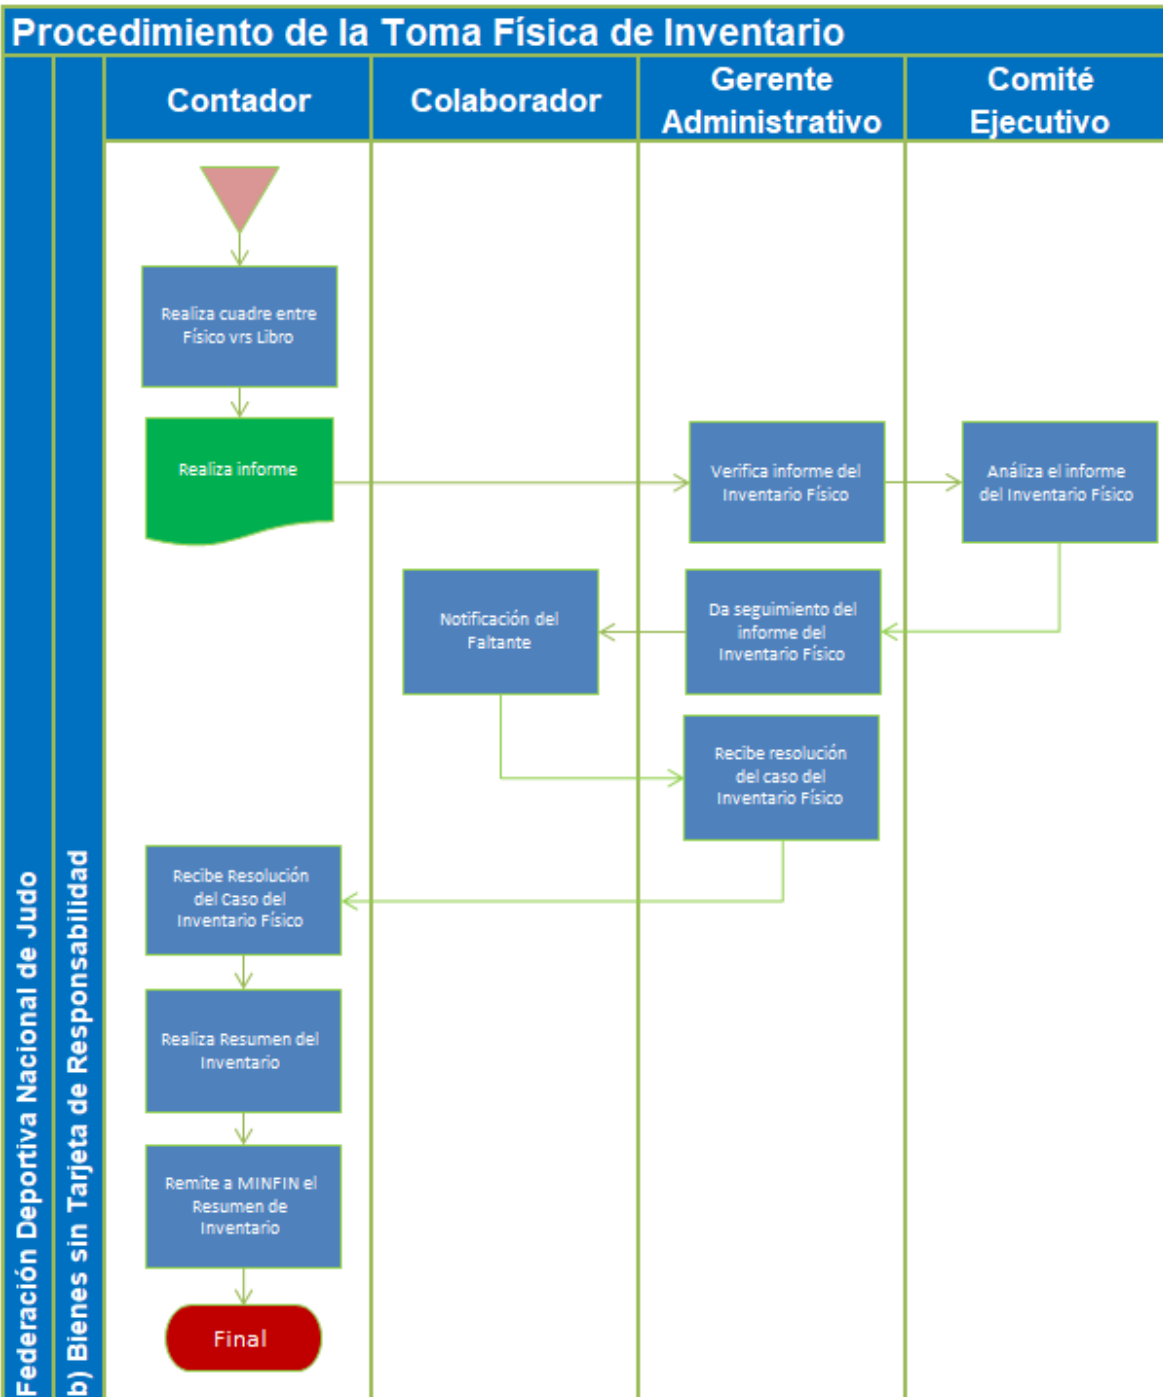 Procedimiento de la Toma Física de Inventario
Contador
Colaborador
Gerente
Administrativo
Comité
Ejecutivo
Federación Deportiva Nacional de Judo
b) Bienes sin Tarjeta de Responsabilidad
Realiza cuadre entre
Físico vrs Libro
Realiza informe
Verifica informe del
Inventario Físico
Análiza el informe
del Inventario Físico
Da seguimiento del
informe del
Inventario Físico
Notificación del
Faltante
Recibe resolución
del caso del
Inventario Físico
Recibe Resolución
del Caso del
Inventario Físico
Realiza Resumen del
Inventario
Remite a MINFIN el
Resumen de
Inventario
Final